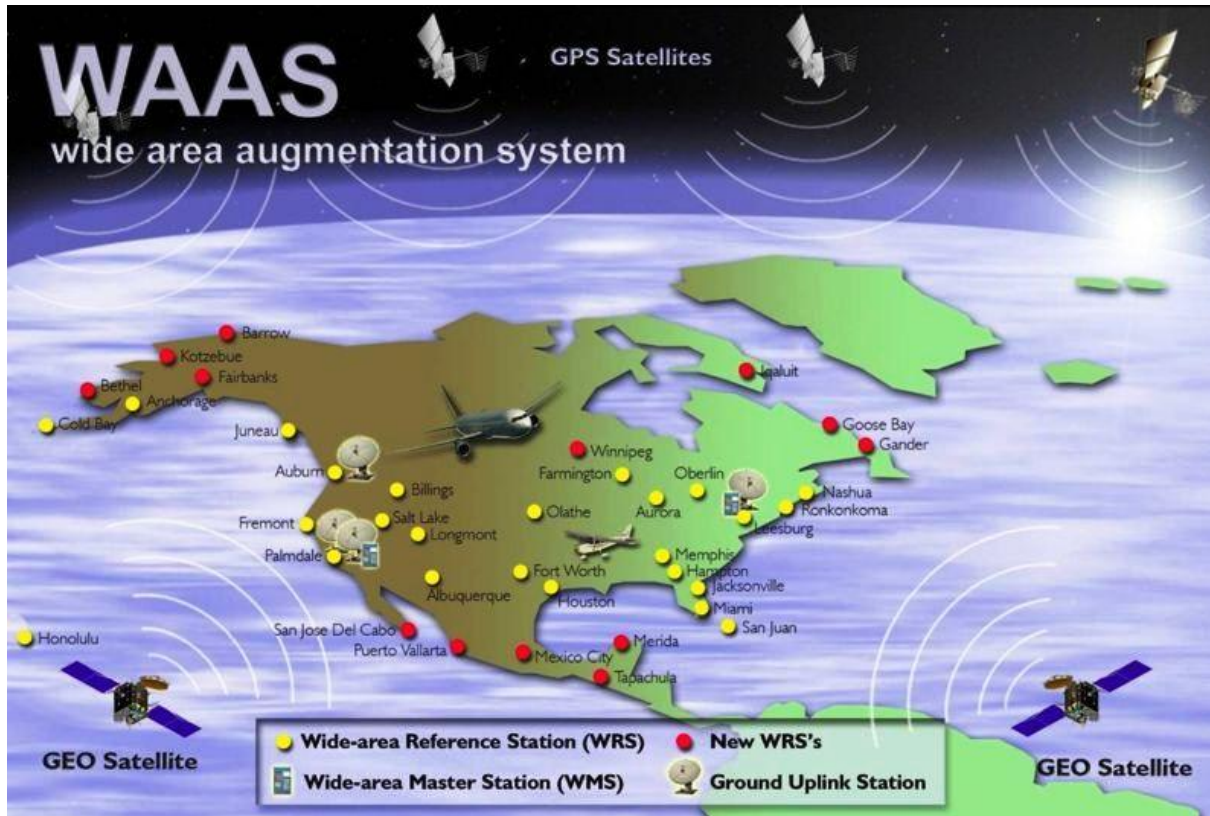 WAAS
GPS Satellites
wide area augmentation system
Barrow
Kotzebue
Fairbanks
Iqaluit
Bethel
Anchorage
Cold Bay
Juneau
Goose Bay
Gander
Winnipeg
Auburn
Farmington
Oberlin
Billings
Nashua
Aurora
Ronkonkoma
Olathe
Fremont
Salt Lake
Leesburg
Longmont
Palmdale
Memphis
Fort Worth
Hampton
Albuquerque
Jacksonville
Houston
Miami
San Jose Del Cabo
San Juan
Honolulu
Puerto Vallarta
Merida
Mexico City
Tapachula
Wide-area Reference Station (WRS)
New WRS's
GEO Satellite
GEO Satellite
Wide-area Master Station (WMS)
Ground Uplink Station